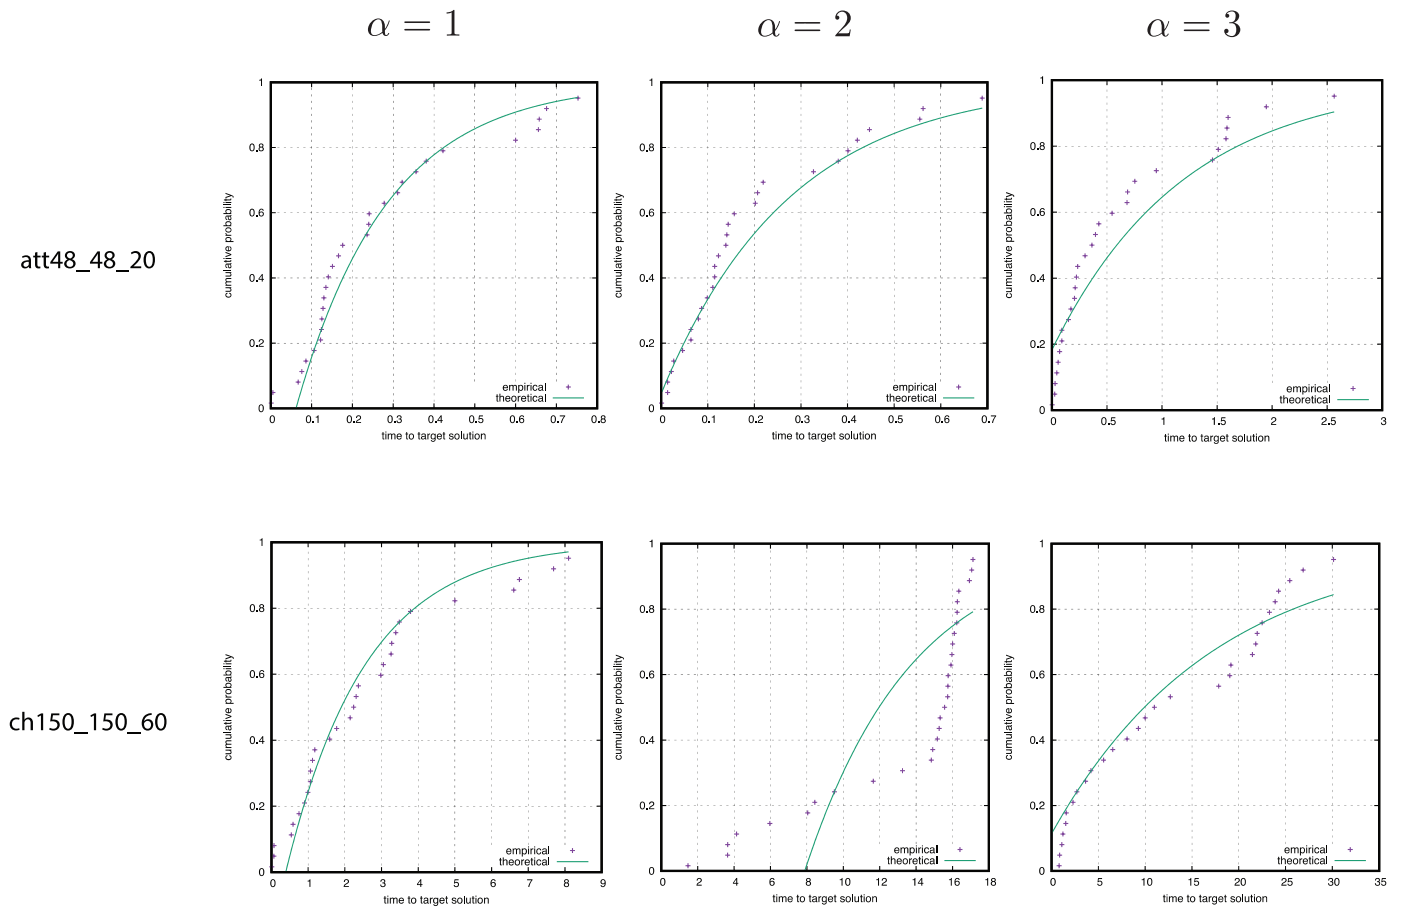 α = 1 α = 2 α = 3
att48_48_20
cumulative probability
1
0.8
0.6
0.4
0.2
0
0 0.1 0.2 0.3 0.4 0.5 0.6 0.7 0.8
time to target solution
empirical
theoretical
cumulative probability
1
0.8
0.6
0.4
0.2
0
0 0.1 0.2 0.3 0.4 0.5 0.6 0.7
time to target solution
empirical
theoretical
cumulative probability
1
0.8
0.6
0.4
0.2
0
0 0.5 1 1.5 2 2.5 3
time to target solution
empirical
theoretical
ch150_150_60
cumulative probability
1
0.8
0.6
0.4
0.2
0
0 1 2 3 4 5 6 7 8 9
time to target solution
empirical
theoretical
cumulative probability
1
0.8
0.6
0.4
0.2
0
0 2 4 6 8 10 12 14 16 18
time to target solution
empirical
theoretical
cumulative probability
1
0.8
0.6
0.4
0.2
0
0 5 10 15 20 25 30 35
time to target solution
empirical
theoretical